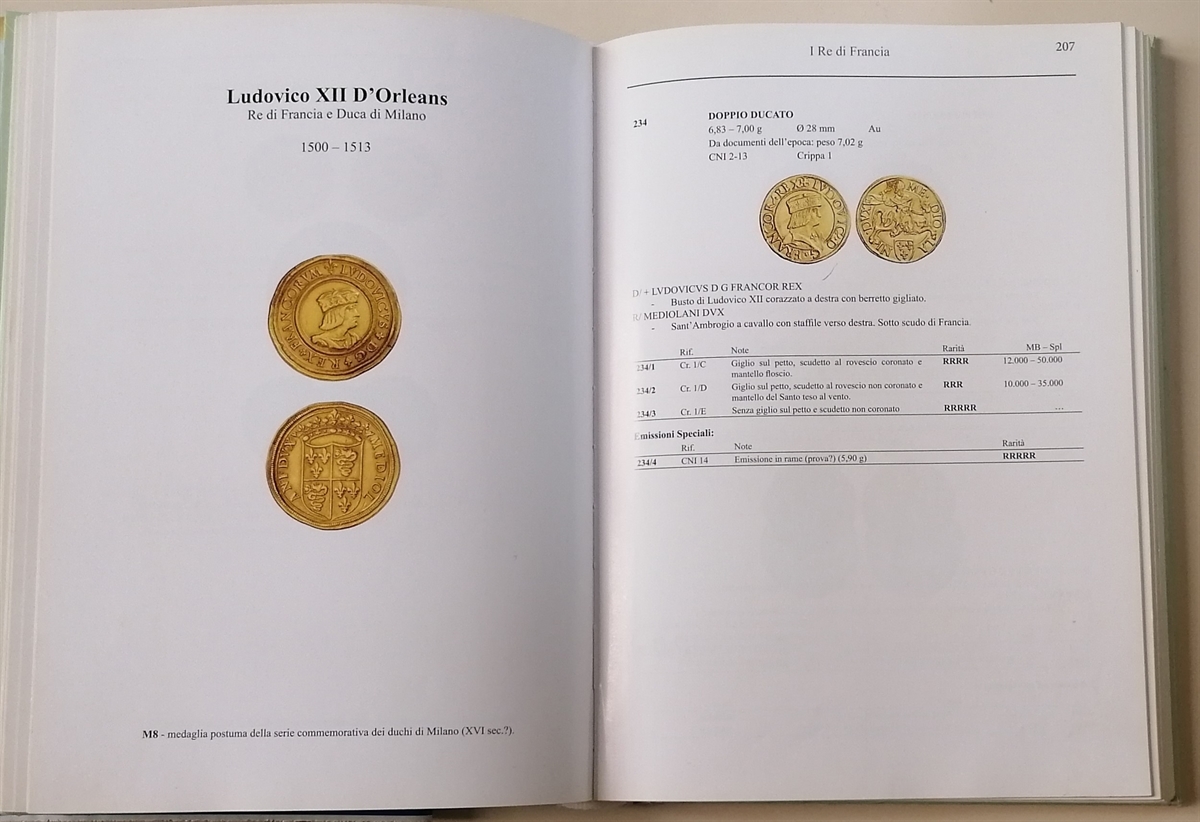 Ludovico XII D'Orleans
Re di Francia e Duca di Milano
1500 – 1513
M8 - medaglia postuma della serie commemorativa dei duchi di Milano (XVI sec.?).
I Re di Francia 207
234 DOPPIO DUCATO
6,83 – 7,00 g Ø 28 mm Au
Da documenti dell'epoca: peso 7,02 g
CNI 2-13 Crippa 1
D/ + LVDOVICVS D G FRANCOR REX
- Busto di Ludovico XII corazzato a destra con berretto gigliato.
R/ MEDIOLANI DVX
- Sant'Ambrogio a cavallo con staffile verso destra. Sotto scudo di Francia.
Rif. Note Rarità MB – Spl
234/1 Cr. 1/C Giglio sul petto, scudetto al rovescio coronato e RRRR 12.000 – 50.000
mantello floscio.
234/2 Cr. 1/D Giglio sul petto, scudetto al rovescio non coronato e RRR 10.000 – 35.000
mantello del Santo teso al vento.
234/3 Cr. 1/E Senza giglio sul petto e scudetto non coronato RRRRR ...
Emissioni Speciali:
Rif. Note Rarità
234/4 CNI 14 Emissione in rame (prova?) (5,90 g) RRRRR